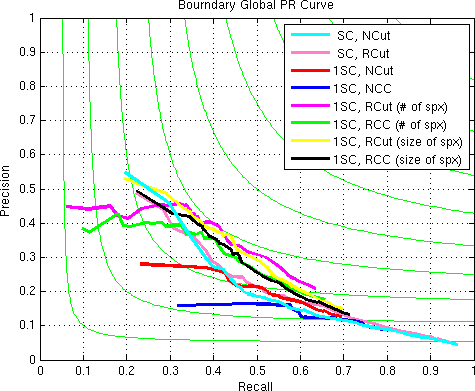 Bourndary Global PR Curve
1
0.9
0.8
0.7
0.6
0.5
0.4
0.3
0.2
0.1
0
Precision
SC, NCut
SC, RCut
1SC, NCut
1SC, NCC
1SC, RCut (# of spx)
1SC, RCC (# of spx)
1SC, RCut (size of spx)
1SC, RCC (size of spx)
0 0.1 0.2 0.3 0.4 0.5 0.6 0.7 0.8 0.9
Recall